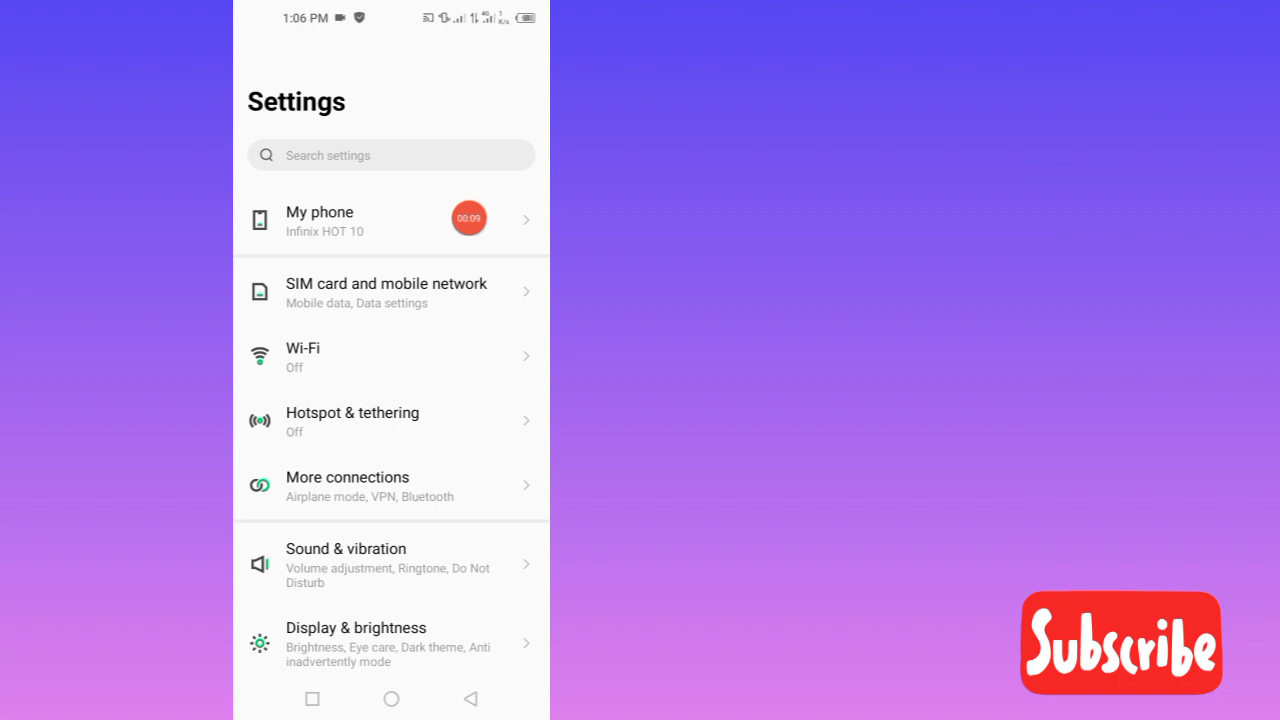 1:06 PM
4G 1 K/s
Settings
Search settings
My phone
Infinix HOT 10
00:09
SIM card and mobile network
Mobile data, Data settings
Wi-Fi
Off
Hotspot & tethering
Off
More connections
Airplane mode, VPN, Bluetooth
Sound & vibration
Volume adjustment, Ringtone, Do Not
Disturb
Display & brightness
Brightness, Eye care, Dark theme, Anti
inadvertently mode
Subscribe